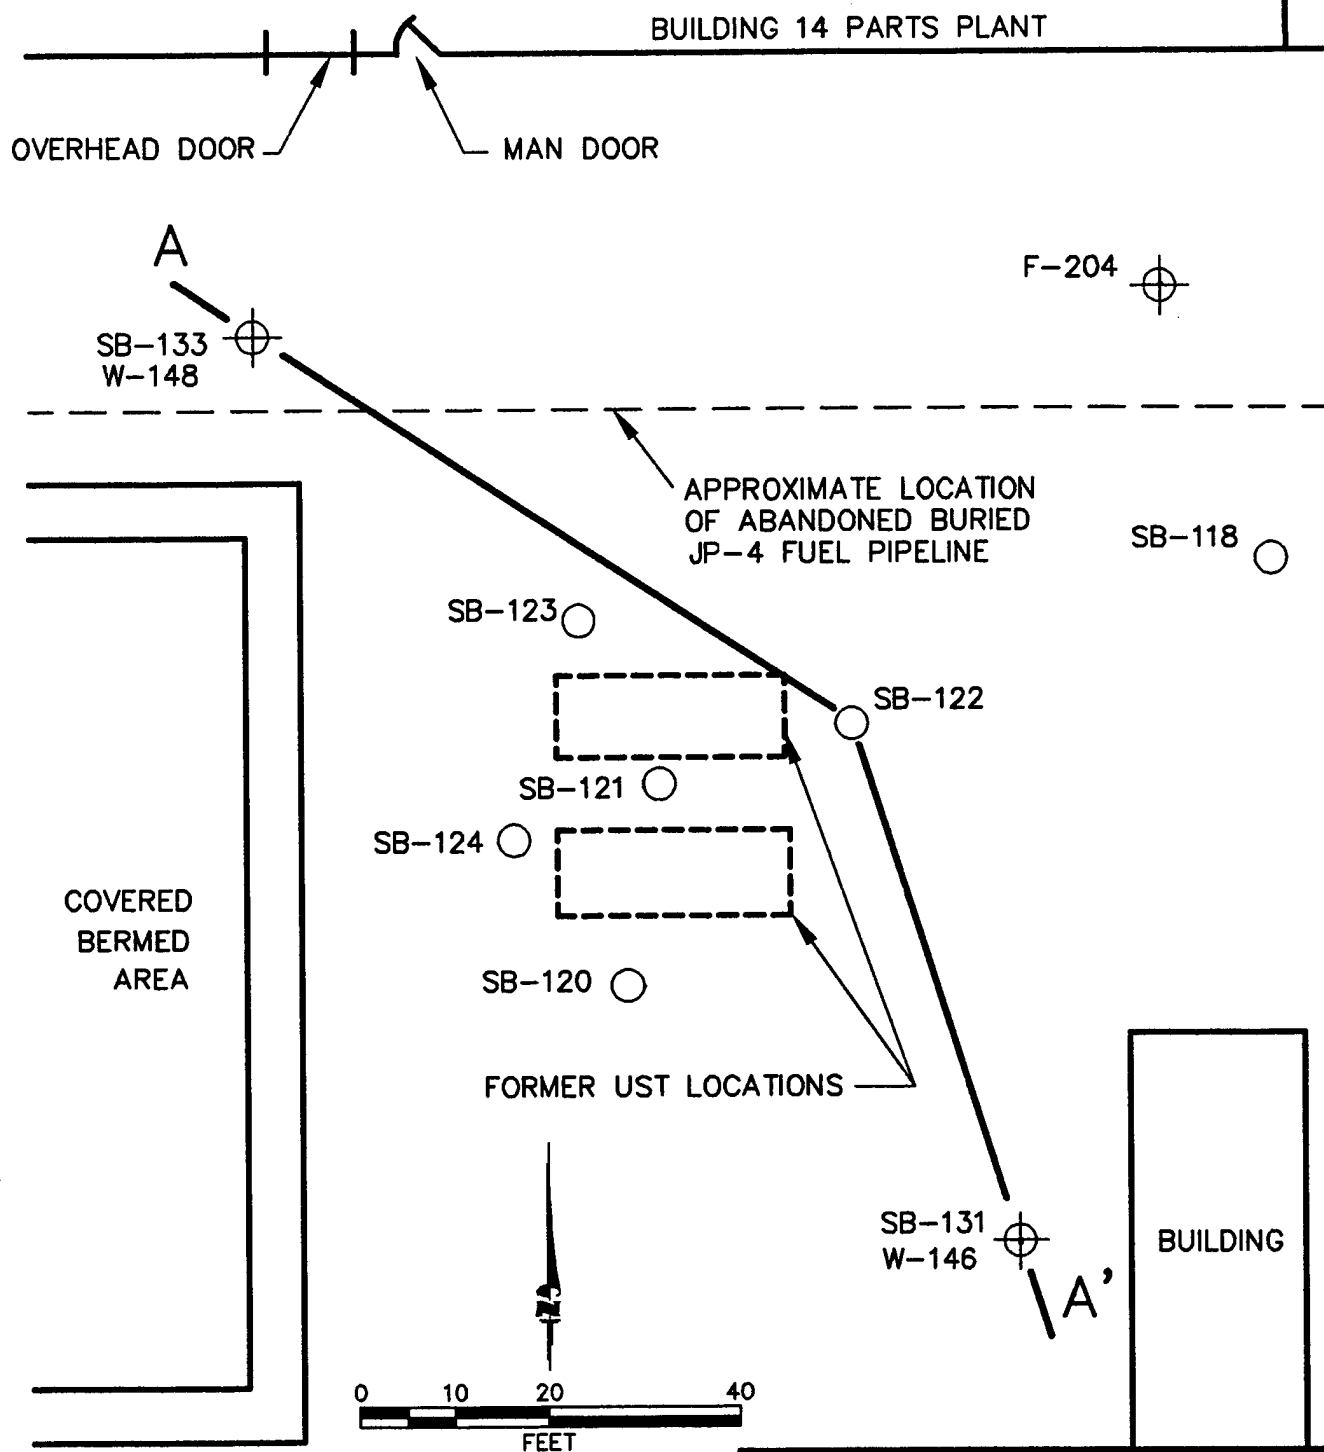 BUILDING 14 PARTS PLANT
OVERHEAD DOOR
MAN DOOR
A
F-204
SB-133
W-148
APPROXIMATE LOCATION
OF ABANDONED BURIED
JP-4 FUEL PIPELINE
SB-118
SB-123
SB-122
SB-121
SB-124
COVERED
BERMED
AREA
SB-120
FORMER UST LOCATIONS
SB-131
W-146
BUILDING
A'
N
0 10 20 40
FEET